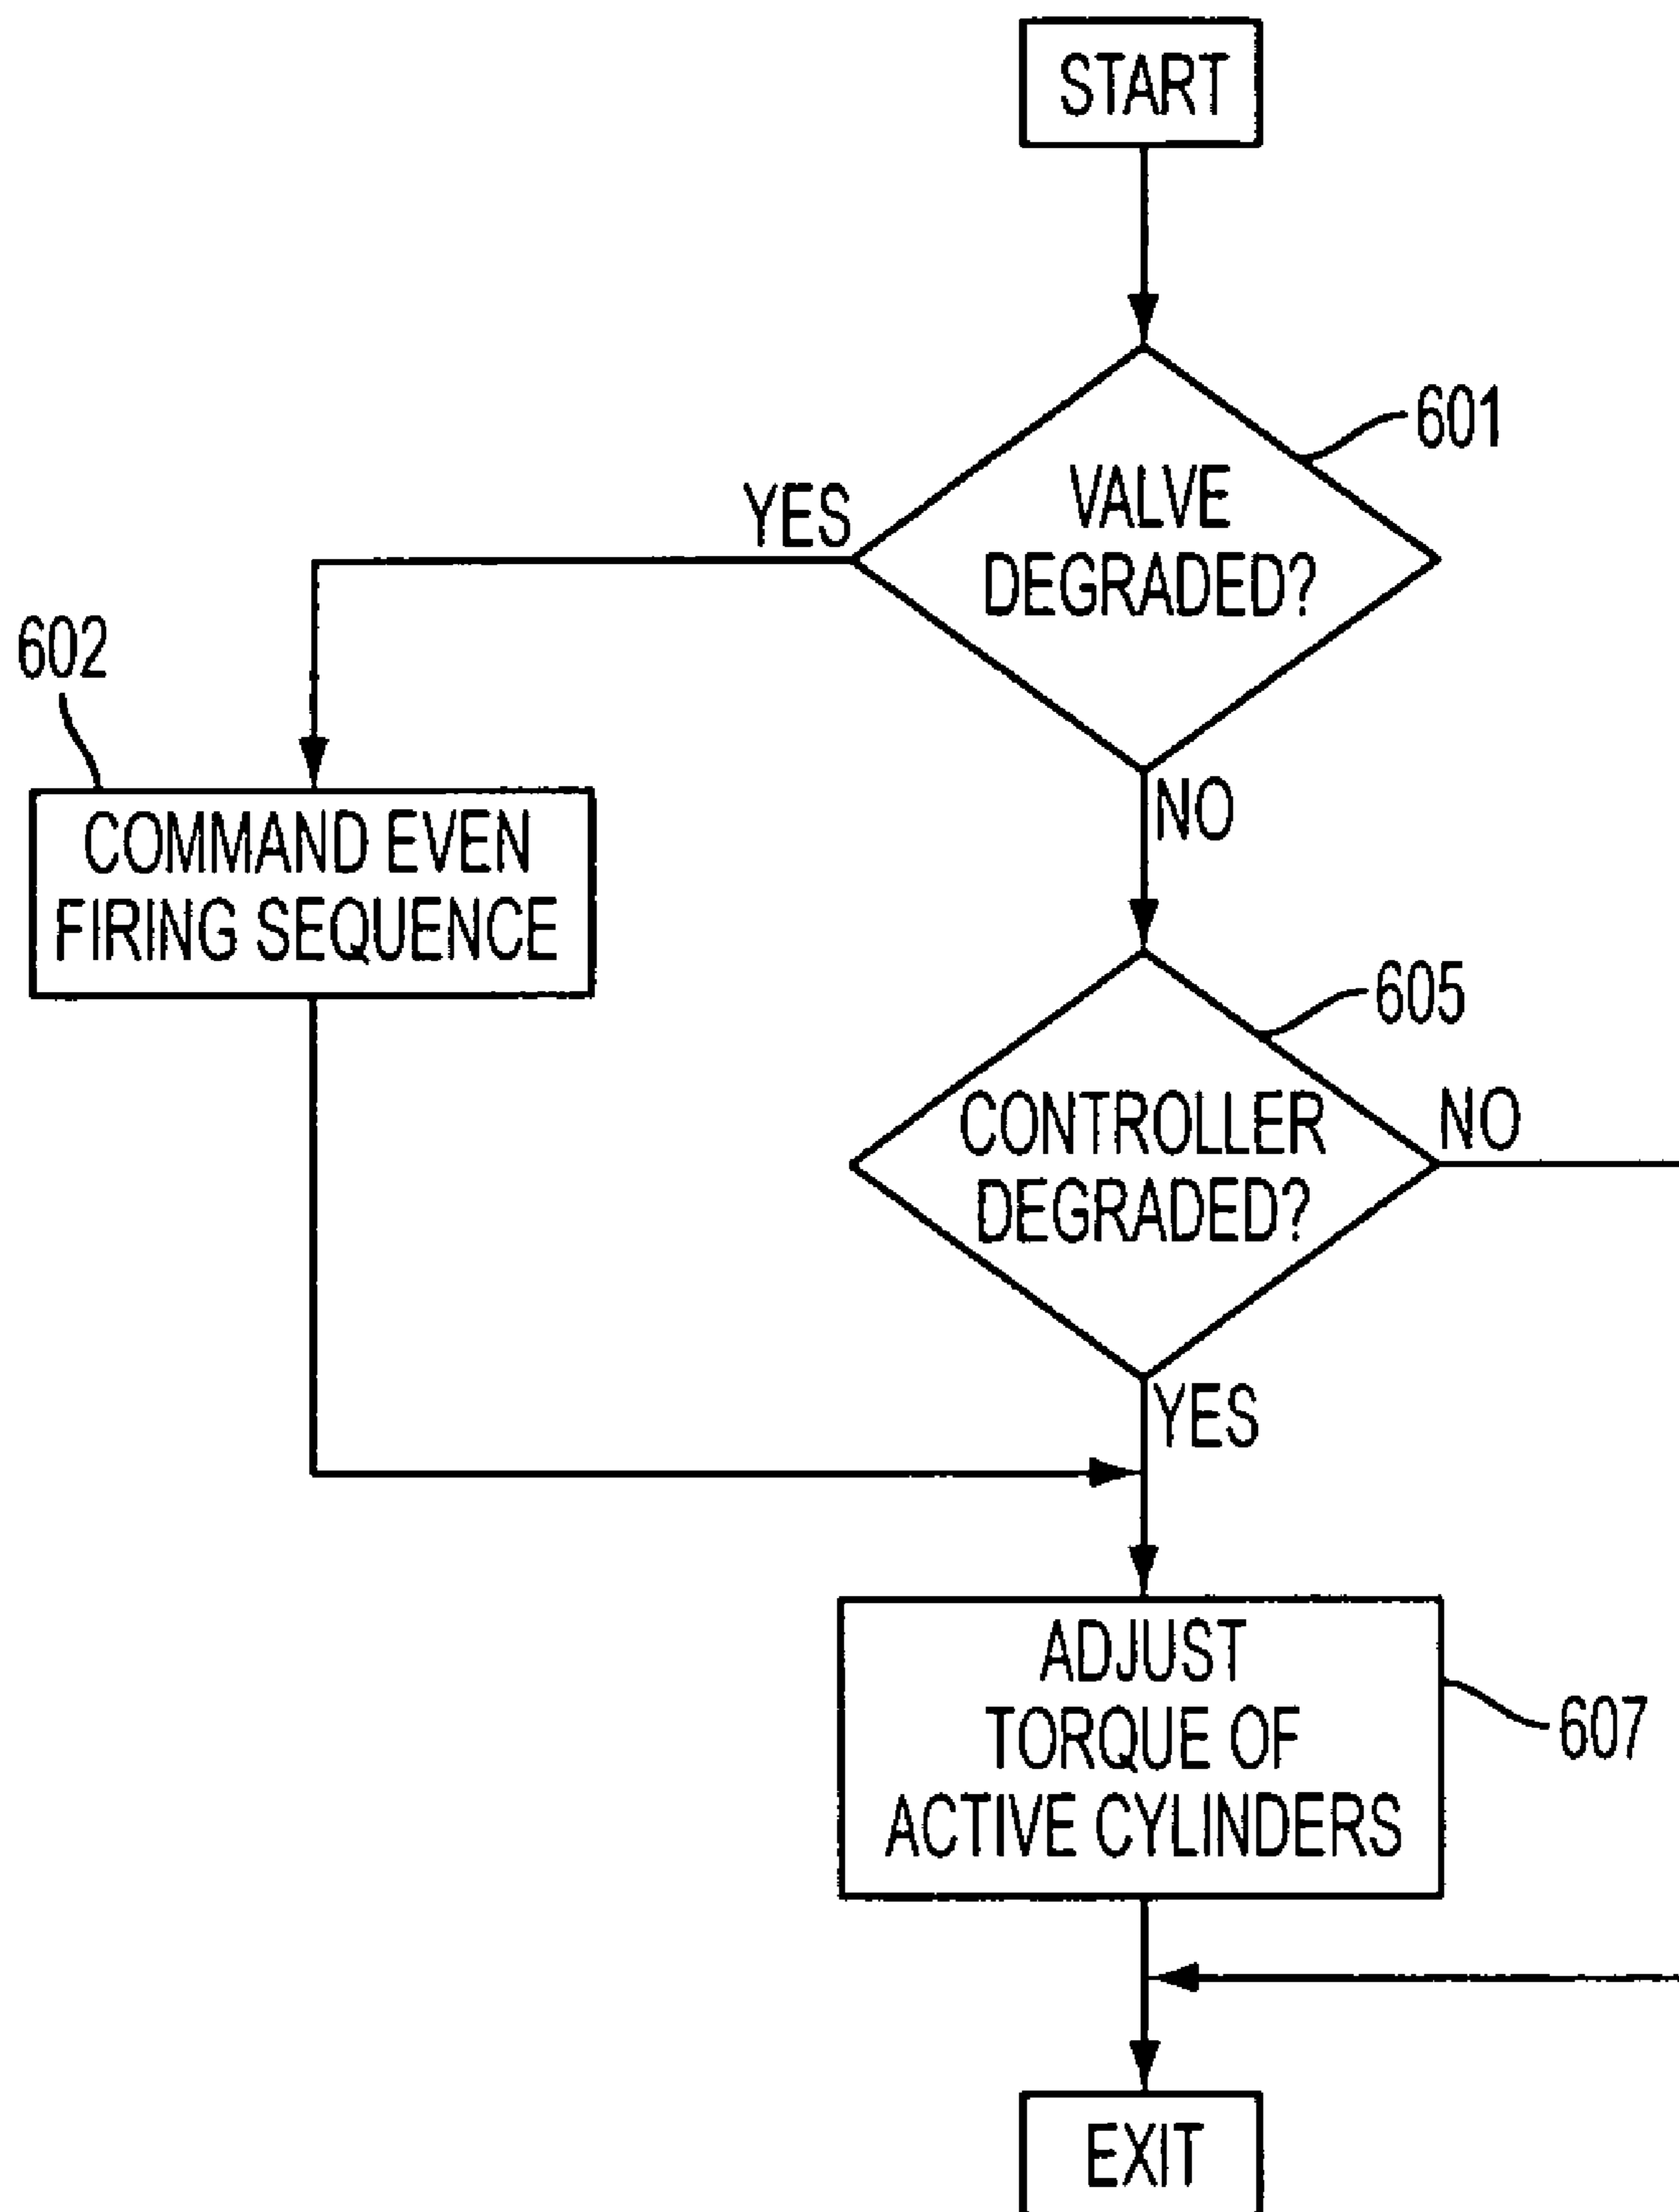 START
601
VALVE
DEGRADED?
YES
602
NO
COMMAND EVEN
FIRING SEQUENCE
605
CONTROLLER
DEGRADED?
NO
YES
ADJUST
TORQUE OF
ACTIVE CYLINDERS
607
EXIT